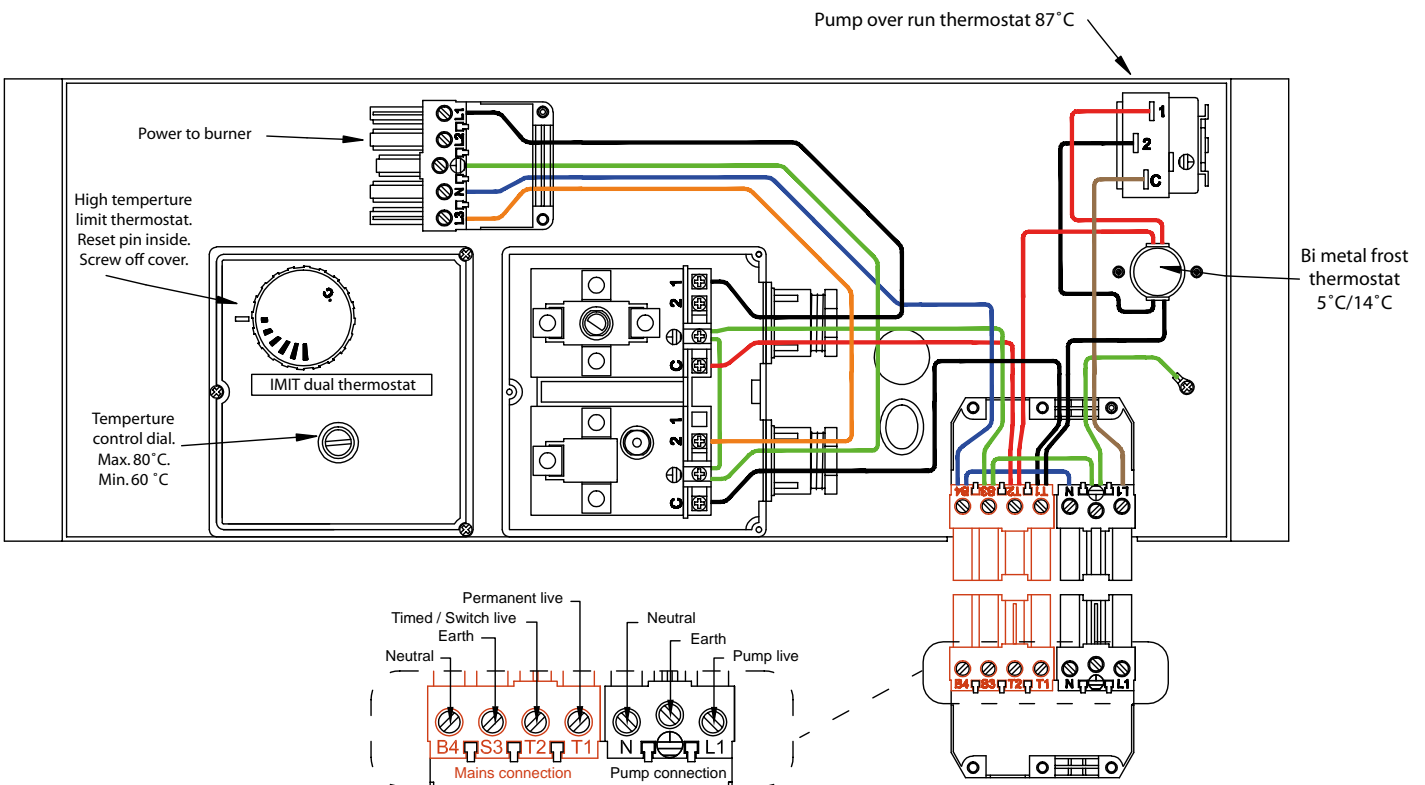 Pump over run thermostat 87˚C
Power to burner
L1
L2
N
L3
1
2
C
High temperture
limit thermostat.
Reset pin inside.
Screw off cover.
Bi metal frost
thermostat
5˚C/14˚C
˚C
1
2
C
IMIT dual thermostat
Temperture
control dial.
Max. 80˚C.
Min. 60 ˚C
1
2
C
B4 S3 T2 T1 N L1
Permanent live
Timed / Switch live
Neutral
Earth
Earth
Neutral
Pump live
B4 S3 T2 T1 N L1
B4 S3 T2 T1 N L1
Mains connection
Pump connection